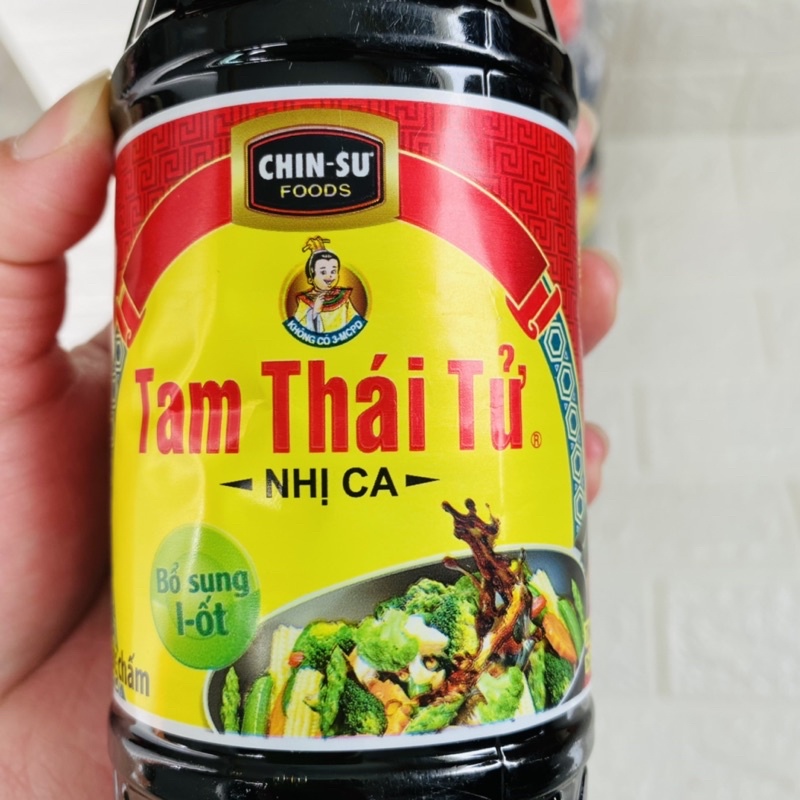 CHIN-SU
FOODS
KHÔNG CÓ 3-MCPD
Tam Thái Tử®
NHỊ CA
Bổ sung
I-ốt
chấm